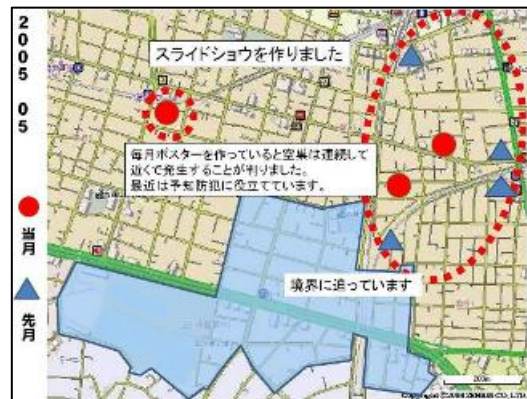 2005 05
スライドショウを作りました
毎月ポスターを作っていると空巣は連続して
近くで発生することが判りました。
最近は予知防犯に役立てています。
境界に迫っています
当月
先月
200m